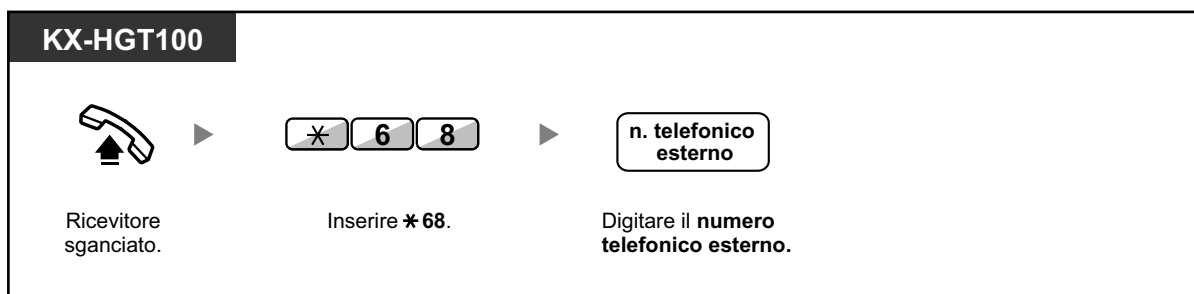 KX-HGT100
* 6 8
n. telefonico
esterno
Ricevitore
sganciato.
Inserire *68.
Digitare il numero
telefonico esterno.